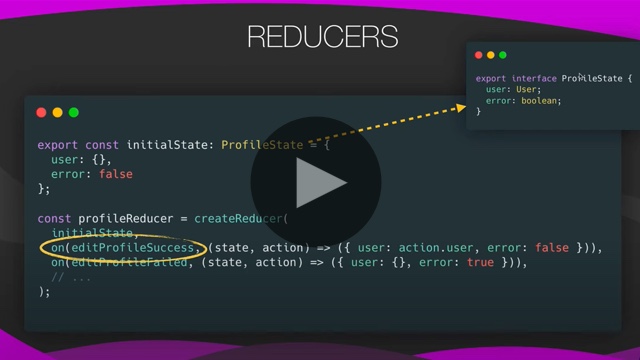 REDUCERS
export interface ProfileState {
user: User;
error: boolean;
}
export const initialState: ProfileState = {
user: {},
error: false
};
const profileReducer = createReducer(
initialState,
on(editProfileSuccess, (state, action) => ({ user: action.user, error: false })),
on(editProfileFailed, (state, action) => ({ user: {}, error: true })),
// ...
);